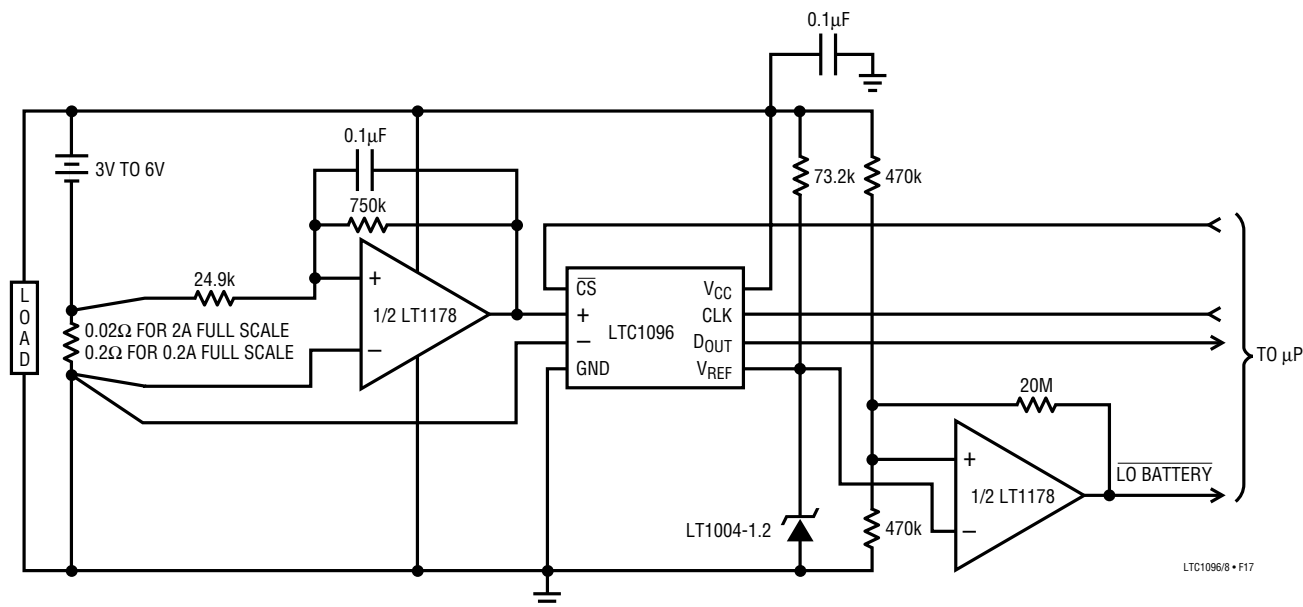 0.1µF
3V TO 6V
0.1µF
750k
73.2k
470k
24.9k
LOAD
0.02Ω FOR 2A FULL SCALE
0.2Ω FOR 0.2A FULL SCALE
+
1/2 LT1178
–
CS
+
–
GND
LTC1096
VCC
CLK
DOUT
VREF
TO µP
20M
+
1/2 LT1178
–
LO BATTERY
LT1004-1.2
470k
LTC1096/8 • F17